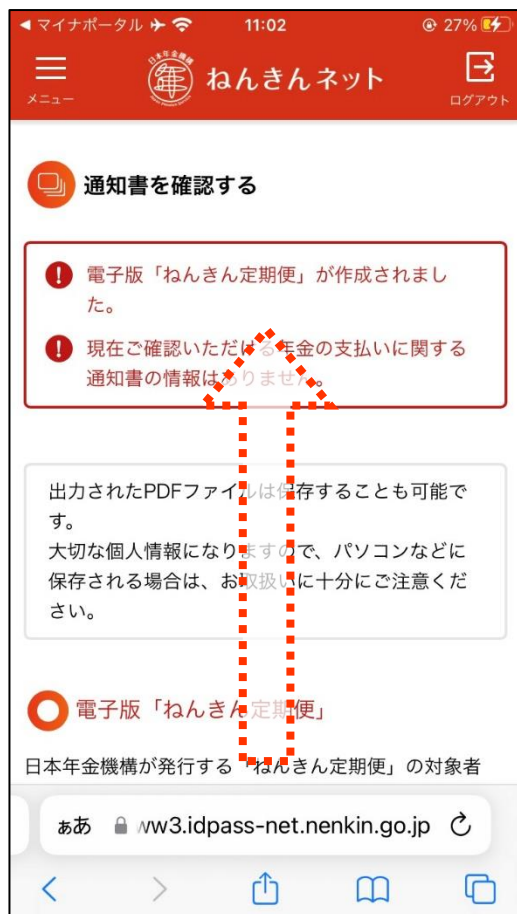 ◀ マイナポータル 11:02 27%
メニュー
日本年金機構
年
ねんきんネット
ログアウト
通知書を確認する
電子版「ねんきん定期便」が作成されまし
た。
現在ご確認いただける年金の支払いに関する
通知書の情報はありません。
出力されたPDFファイルは保存することも可能で
す。
大切な個人情報になりますので、パソコンなどに
保存される場合は、お取扱いに十分にご注意くだ
さい。
電子版「ねんきん定期便」
日本年金機構が発行する「ねんきん定期便」の対象者
ぁあ ww3.idpass-net.nenkin.go.jp